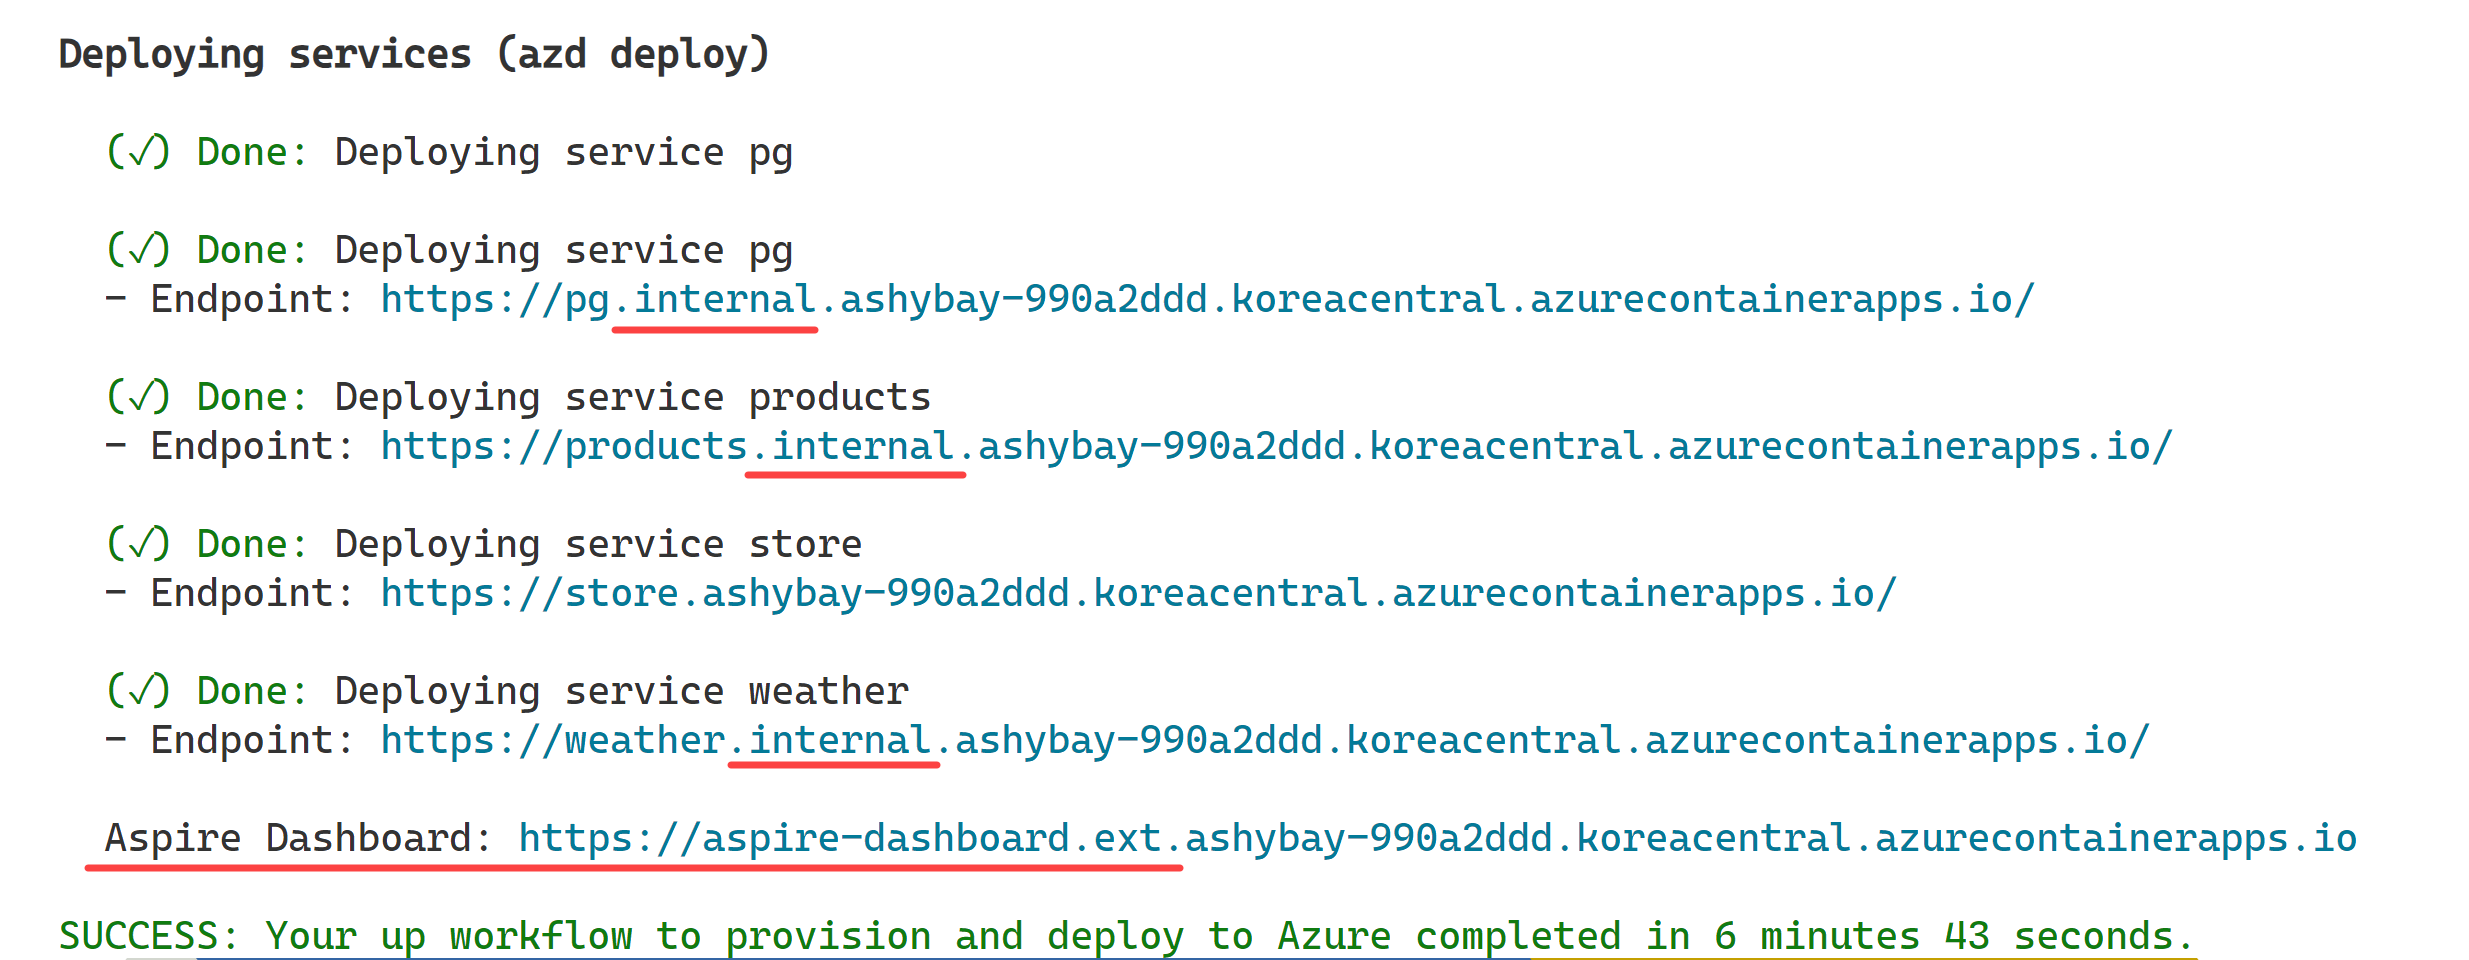 Deploying services (azd deploy)
(✓) Done: Deploying service pg
(✓) Done: Deploying service pg
- Endpoint: https://pg.internal.ashybay-990a2ddd.koreacentral.azurecontainerapps.io/
(✓) Done: Deploying service products
- Endpoint: https://products.internal.ashybay-990a2ddd.koreacentral.azurecontainerapps.io/
(✓) Done: Deploying service store
- Endpoint: https://store.ashybay-990a2ddd.koreacentral.azurecontainerapps.io/
(✓) Done: Deploying service weather
- Endpoint: https://weather.internal.ashybay-990a2ddd.koreacentral.azurecontainerapps.io/
Aspire Dashboard: https://aspire-dashboard.ext.ashybay-990a2ddd.koreacentral.azurecontainerapps.io
SUCCESS: Your up workflow to provision and deploy to Azure completed in 6 minutes 43 seconds.